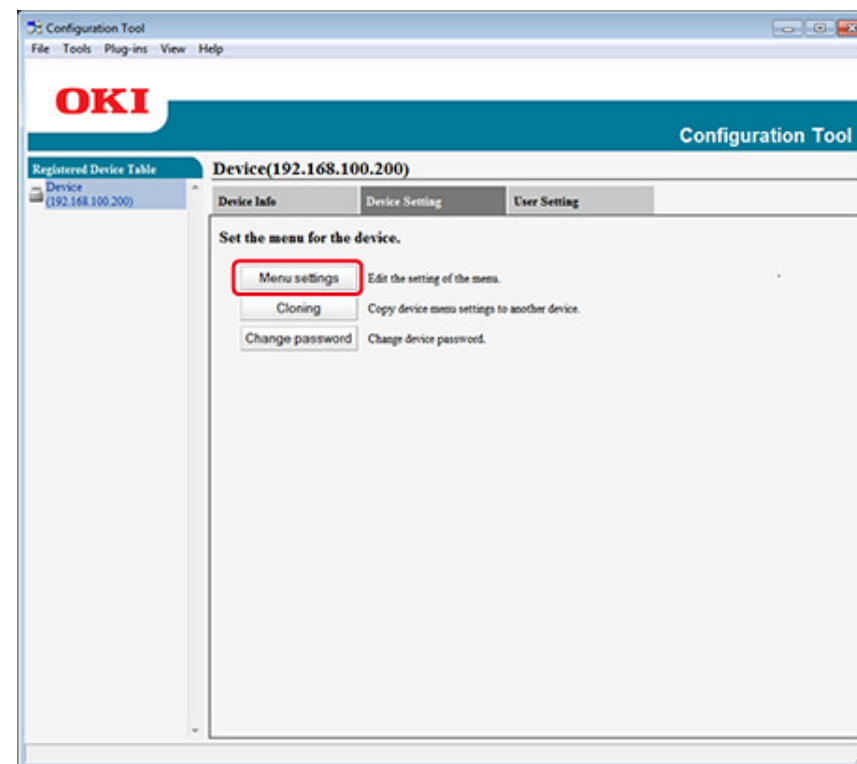 Configuration Tool
File Tools Plug-ins View Help
OKI
Configuration Tool
Registered Device Table
Device
(192.168.100.200)
Device(192.168.100.200)
Device Info Device Setting User Setting
Set the menu for the device.
Menu settings Edit the setting of the menu.
Cloning Copy device menu settings to another device.
Change password Change device password.